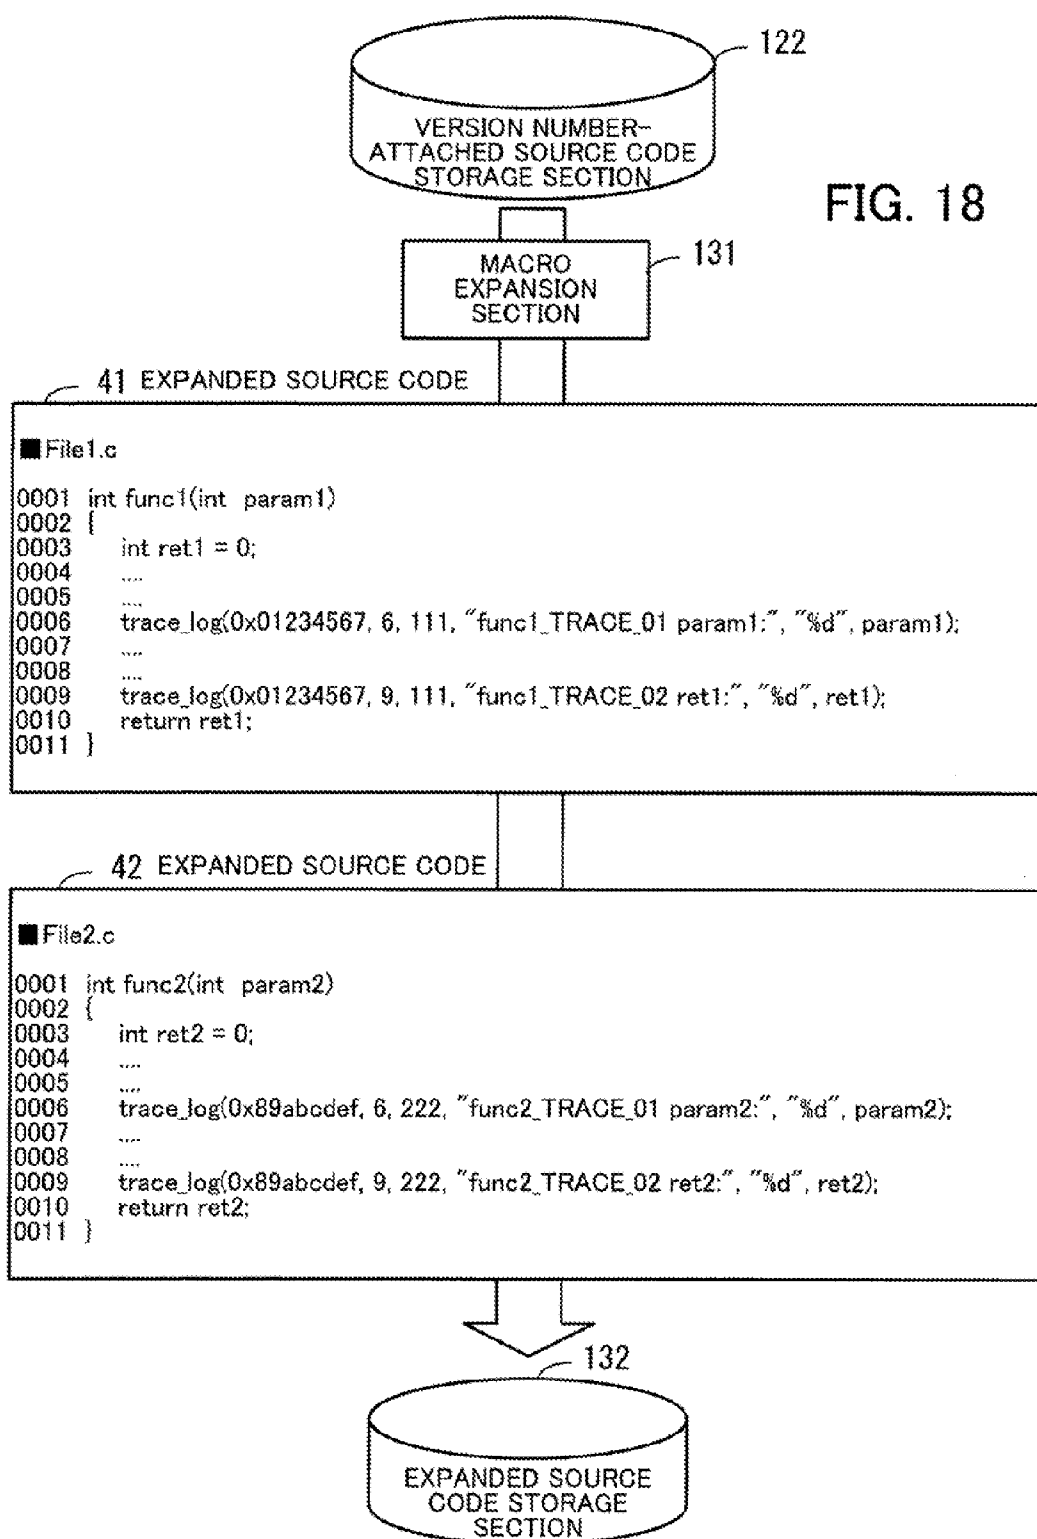 122
VERSION NUMBER-
ATTACHED SOURCE CODE
STORAGE SECTION
FIG. 18
131
MACRO
EXPANSION
SECTION
41 EXPANDED SOURCE CODE
■File1.c
0001 int func1(int param1)
0002 {
0003 int ret1 = 0;
0004 ....
0005 ....
0006 trace_log(0x01234567, 6, 111, "func1_TRACE_01 param1:", "%d", param1);
0007 ....
0008 ....
0009 trace_log(0x01234567, 9, 111, "func1_TRACE_02 ret1:", "%d", ret1);
0010 return ret1;
0011 }
42 EXPANDED SOURCE CODE
■File2.c
0001 int func2(int param2)
0002 {
0003 int ret2 = 0;
0004 ....
0005 ....
0006 trace_log(0x89abcdef, 6, 222, "func2_TRACE_01 param2:", "%d", param2);
0007 ....
0008 ....
0009 trace_log(0x89abcdef, 9, 222, "func2_TRACE_02 ret2:", "%d", ret2);
0010 return ret2;
0011 }
132
EXPANDED SOURCE
CODE STORAGE
SECTION